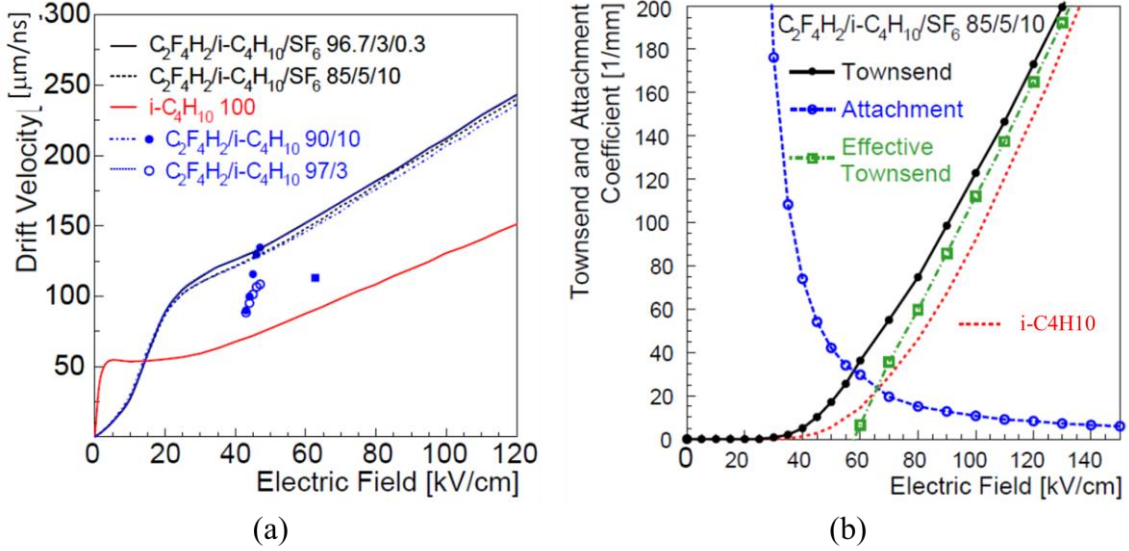 Drift Velocity [μm/ns]
300
250
200
150
100
50
C₂F₄H₂/i-C₄H₁₀/SF₆ 96.7/3/0.3
C₂F₄H₂/i-C₄H₁₀/SF₆ 85/5/10
i-C₄H₁₀ 100
C₂F₄H₂/i-C₄H₁₀ 90/10
C₂F₄H₂/i-C₄H₁₀ 97/3
0 20 40 60 80 100 120
Electric Field [kV/cm]
(a)
Townsend and Attachment
Coefficient [1/mm]
200
180
160
140
120
100
80
60
40
20
0
C₂F₄H₂/i-C₄H₁₀/SF₆ 85/5/10
Townsend
Attachment
Effective
Townsend
i-C4H10
0 20 40 60 80 100 120 140
Electric Field [kV/cm]
(b)